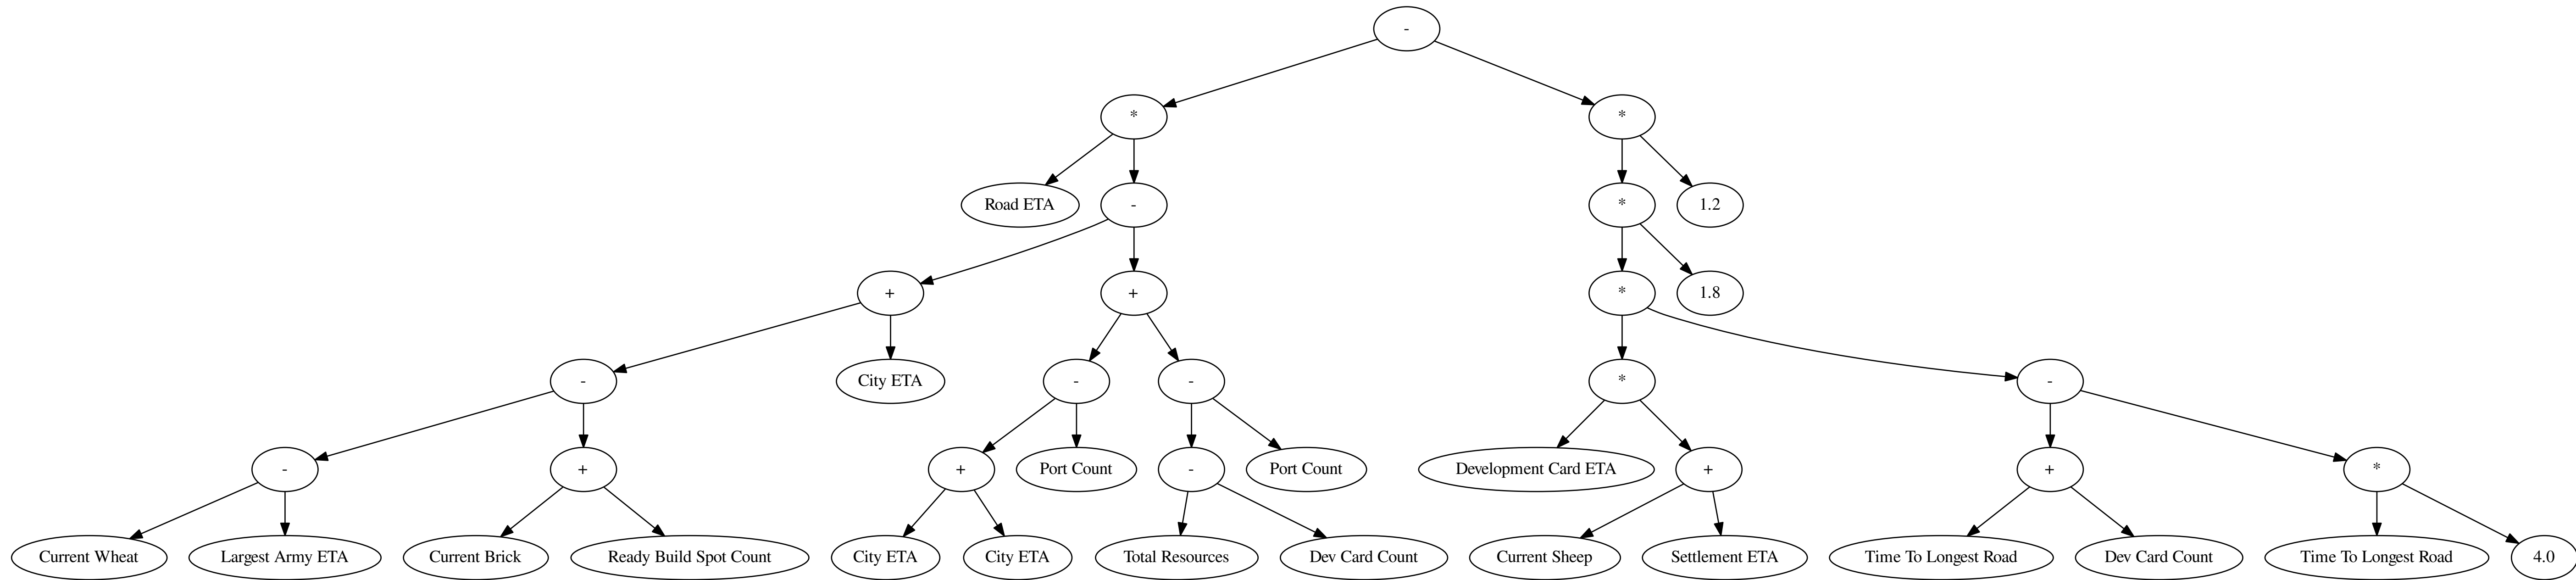 -
* *
Road ETA - * 1.2
+ + * 1.8
- City ETA - - * -
- + + Port Count - Port Count Development Card ETA + + *
Current Wheat Largest Army ETA Current Brick Ready Build Spot Count City ETA City ETA Total Resources Dev Card Count Current Sheep Settlement ETA Time To Longest Road Dev Card Count Time To Longest Road 4.0